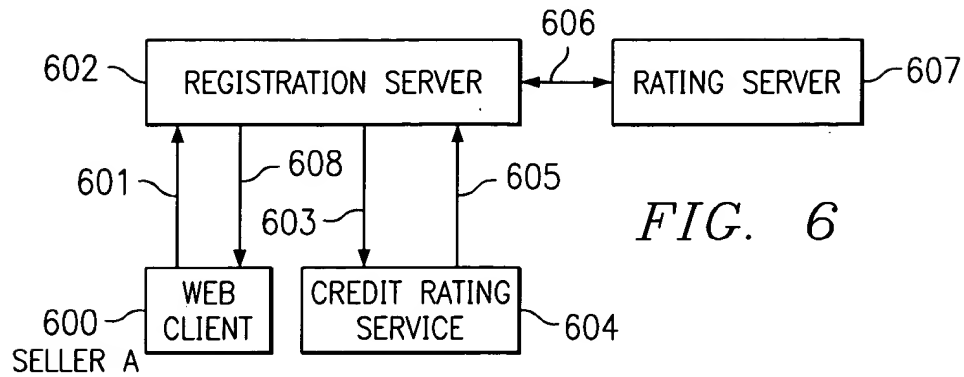 606
602
REGISTRATION SERVER
RATING SERVER
607
601
608
603
605
FIG. 6
600
SELLER A
WEB
CLIENT
CREDIT RATING
SERVICE
604